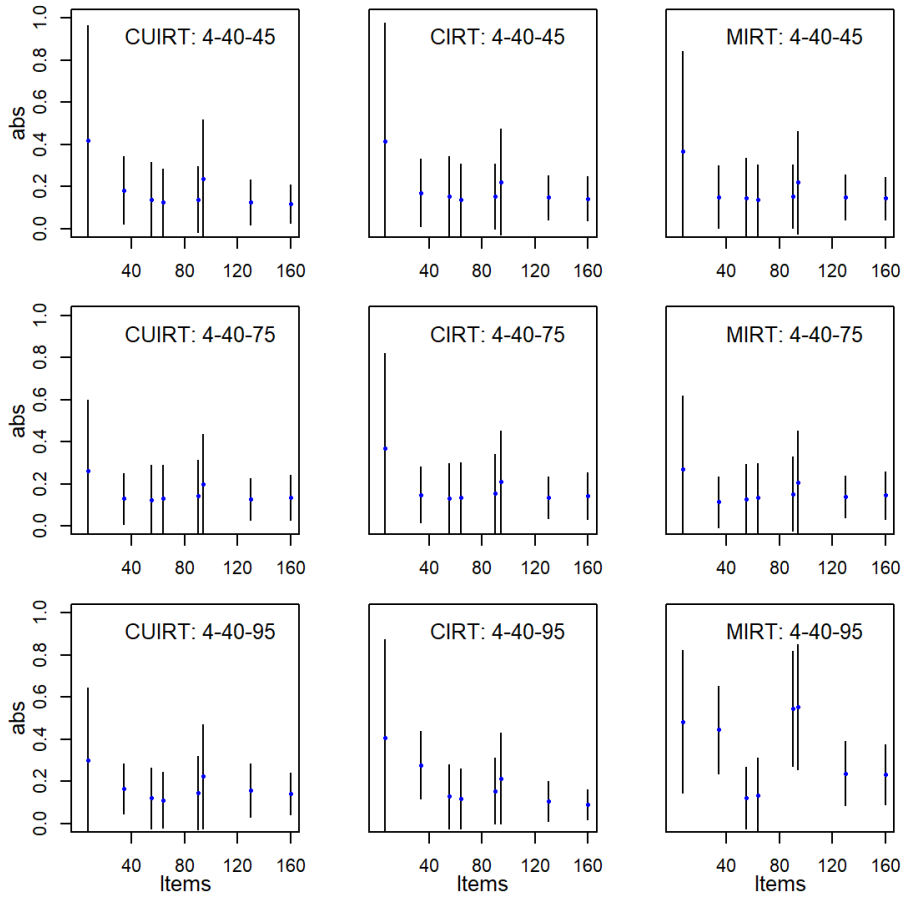 CUIRT: 4-40-45
CIRT: 4-40-45
MIRT: 4-40-45
abs
0.0 0.2 0.4 0.6 0.8 1.0
40 80 120 160
40 80 120 160
40 80 120 160
CUIRT: 4-40-75
CIRT: 4-40-75
MIRT: 4-40-75
abs
0.0 0.2 0.4 0.6 0.8 1.0
40 80 120 160
40 80 120 160
40 80 120 160
CUIRT: 4-40-95
CIRT: 4-40-95
MIRT: 4-40-95
abs
0.0 0.2 0.4 0.6 0.8 1.0
40 80 120 160
40 80 120 160
40 80 120 160
Items
Items
Items